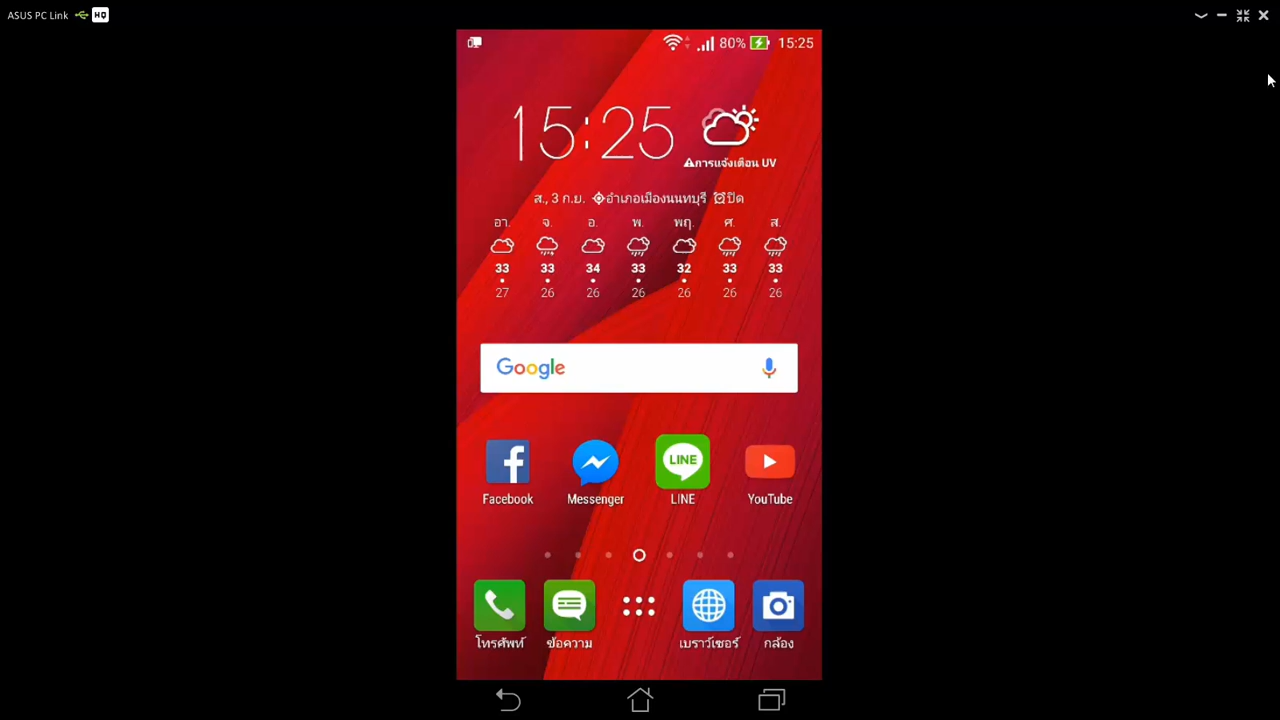 ASUS PC Link HQ
80% 15:25
15:25
การแจ้งเตือน UV
ส., 3 ก.ย. อำเภอเมืองนนทบุรี ปิด
อา. จ. อ. พ. พฤ. ศ. ส.
33 33 34 33 32 33 33
27 26 26 26 26 26 26
Google
LINE
Facebook Messenger LINE YouTube
โทรศัพท์ ข้อความ เบราว์เซอร์ กล้อง